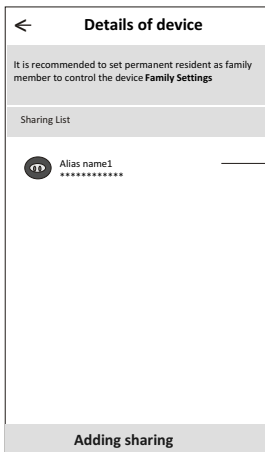 Details of device
It is recommended to set permanent resident as family
member to control the device Family Settings
Sharing List
Alias name1
************
Adding sharing